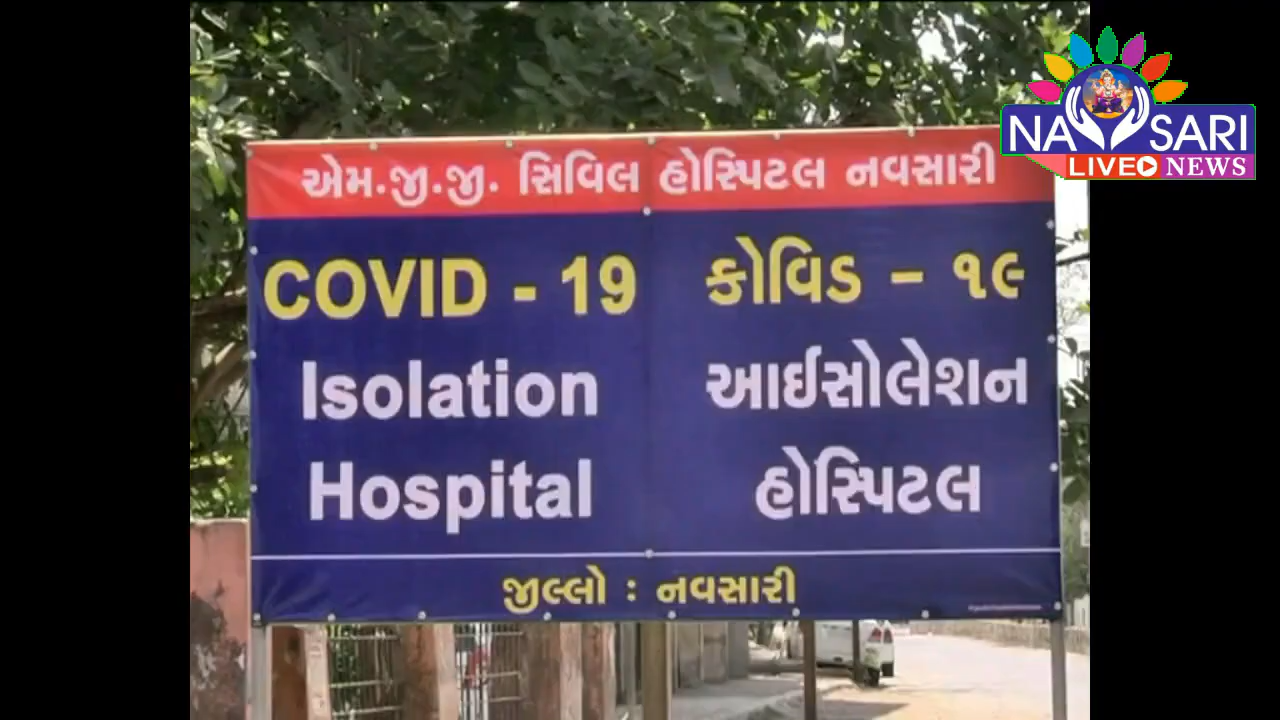 એમ.જી.જી. સિવિલ હોસ્પિટલ નવસારી
COVID - 19 કોવિડ - ૧૯
Isolation આઈસોલેશન
Hospital હોસ્પિટલ
જીલ્લો : નવસારી
NAVSARI
LIVE NEWS